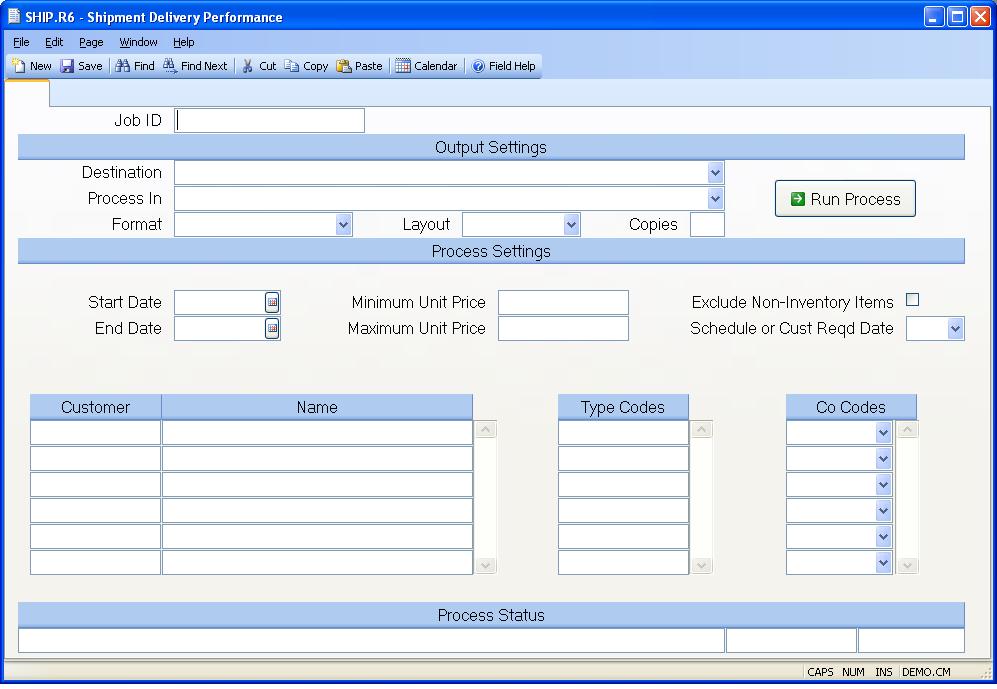 SHIP.R6 - Shipment Delivery Performance
File Edit Page Window Help
New Save Find Find Next Cut Copy Paste Calendar Field Help
Job ID
Output Settings
Destination
Process In
Run Process
Format Layout Copies
Process Settings
Start Date Minimum Unit Price Exclude Non-Inventory Items
End Date Maximum Unit Price Schedule or Cust Reqd Date
Customer Name Type Codes Co Codes
Process Status
CAPS NUM INS DEMO.CM